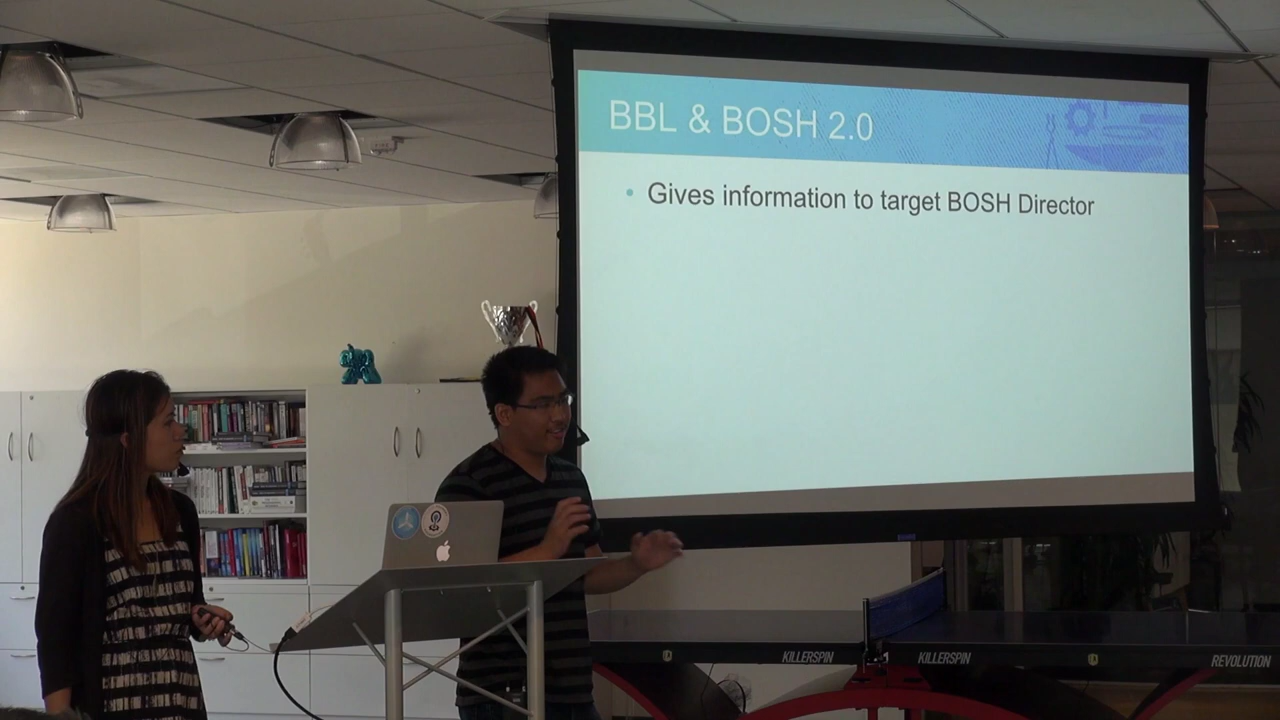 BBL & BOSH 2.0
• Gives information to target BOSH Director
KILLERSPIN
KILLERSPIN
REVOLUTION